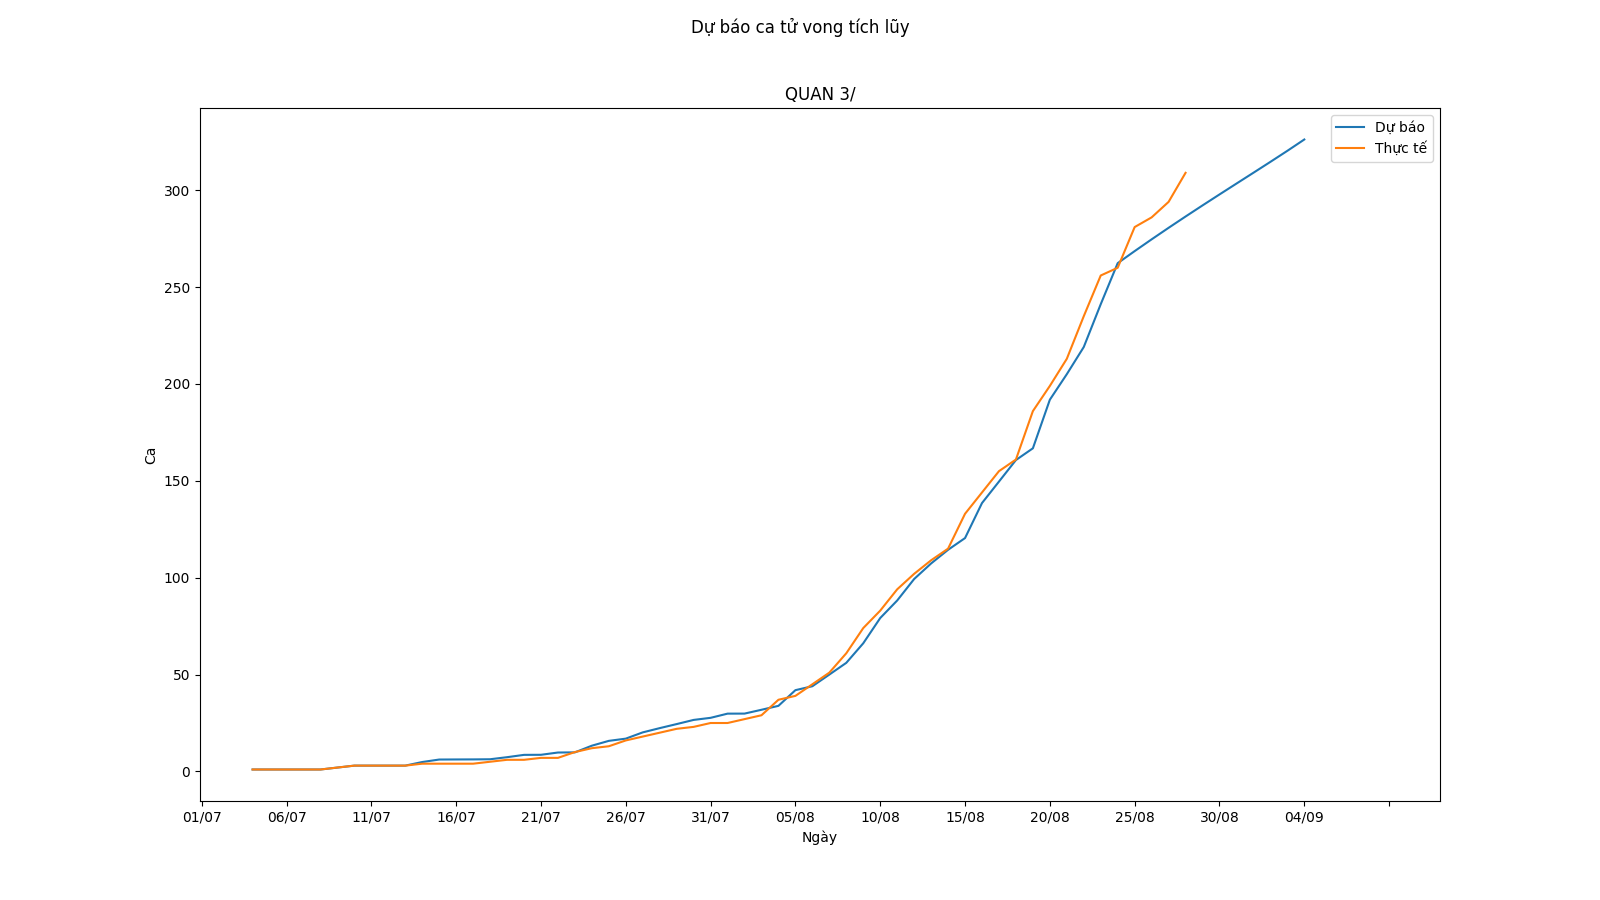 Dự báo ca tử vong tích lũy
QUAN 3/
Dự báo
Thực tế
300
250
200
150
100
50
0
Ca
01/07 06/07 11/07 16/07 21/07 26/07 31/07 05/08 10/08 15/08 20/08 25/08 30/08 04/09
Ngày